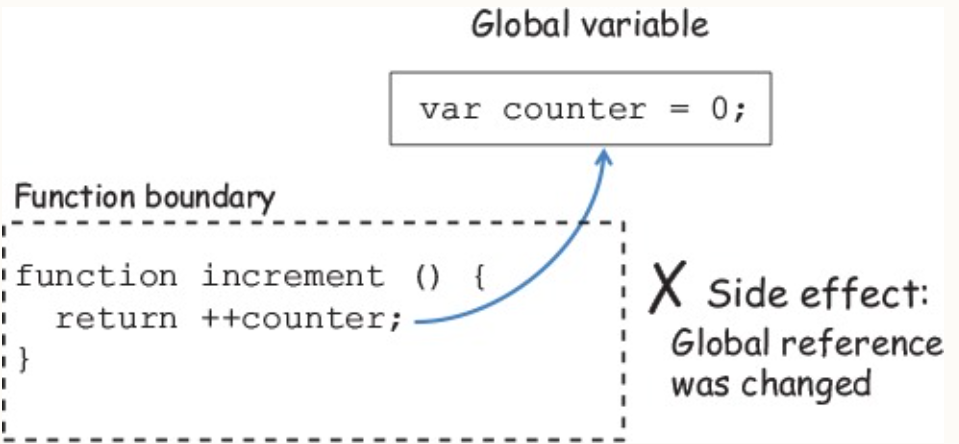 Global variable
var counter = 0;
Function boundary
function increment () {
return ++counter;
}
X Side effect:
Global reference
was changed